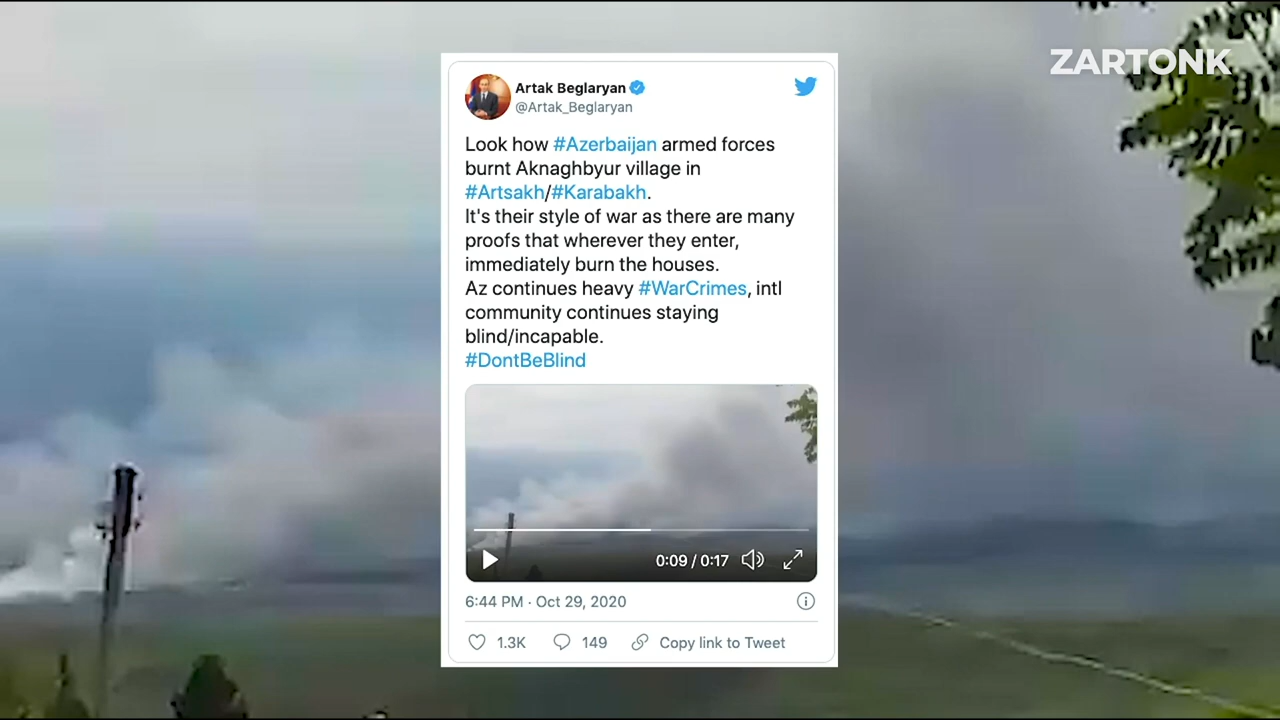 ZARTONK
Artak Beglaryan
@Artak_Beglaryan
Look how #Azerbaijan armed forces
burnt Aknaghbyur village in
#Artsakh/#Karabakh.
It's their style of war as there are many
proofs that wherever they enter,
immediately burn the houses.
Az continues heavy #WarCrimes, intl
community continues staying
blind/incapable.
#DontBeBlind
0:09 / 0:17
6:44 PM · Oct 29, 2020
1.3K 149 Copy link to Tweet